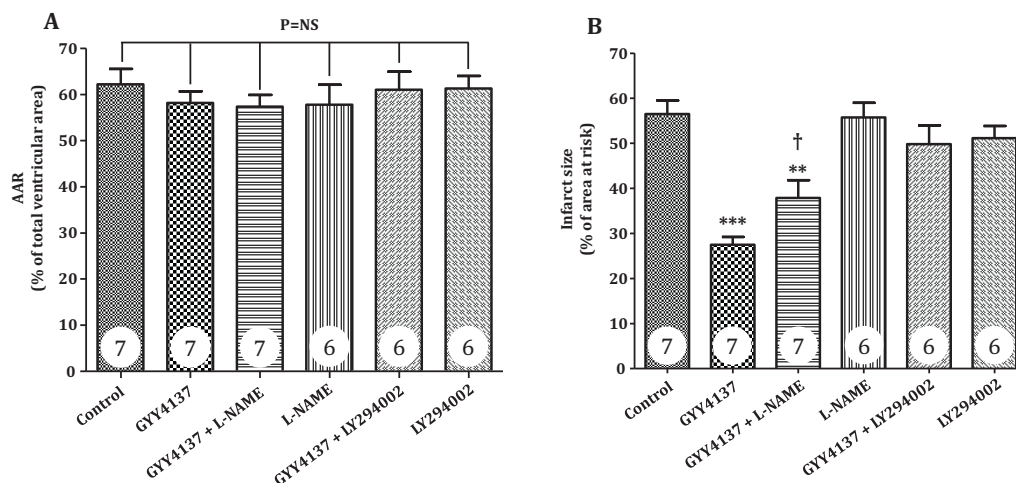 A
P=NS
AAR
(% of total ventricular area)
70
60
50
40
30
20
10
0
7
7
7
6
6
6
Control
GYY4137
GYY4137 + L-NAME
L-NAME
GYY4137 + LY294002
LY294002
B
Infarct size
(% of area at risk)
70
60
50
40
30
20
10
0
***
†
**
7
7
7
6
6
6
Control
GYY4137
GYY4137 + L-NAME
L-NAME
GYY4137 + LY294002
LY294002